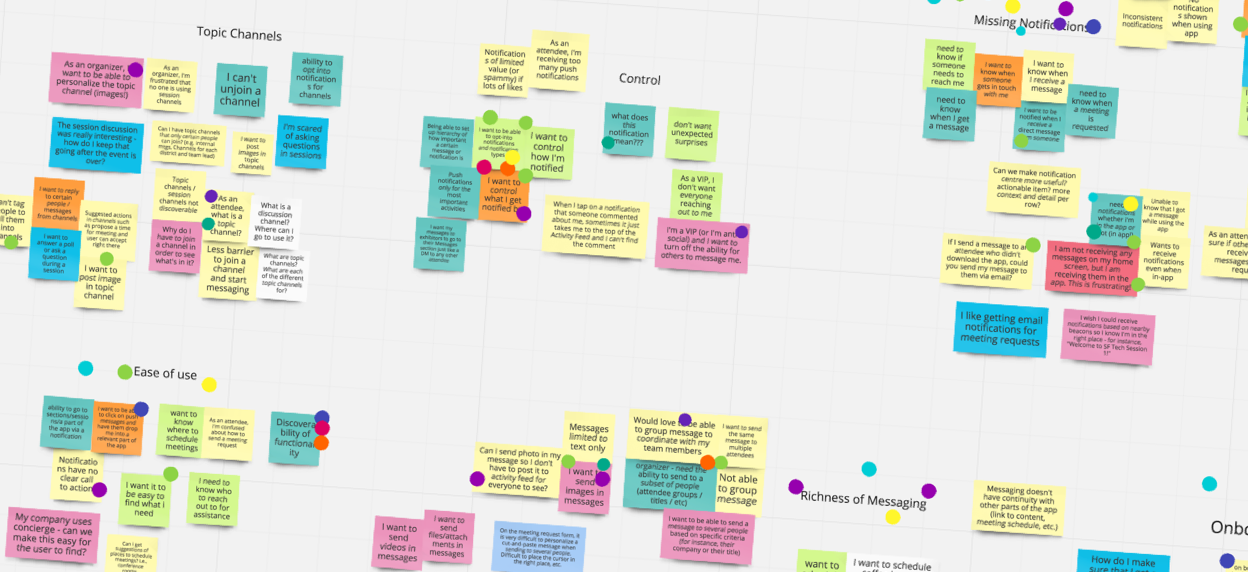 Topic Channels
As an organizer, I
want to be able to
personalize the topic
channel (images!)
As an
organizer, I'm
frustrated that
no one is using
session
channels
I can't
unjoin a
channel
ability to
opt into
notification
s for
channels
The session discussion
was really interesting -
how do I keep that
going after the event is
over?
Can I have topic channels
that only certain people
can join? (e.g. internal
msgs, Channels for each
district and team lead)
I want to
post
images in
topic
channels
I'm scared
of asking
questions
in sessions
I want to reply
to certain
people /
messages
from channels
Suggested actions
in channels such
as propose a time
for meeting and
user can accept
right there
I want to
answer a poll
or ask a
question
during a
session
I want to
post image
in topic
channel
Topic
channels /
session
channels not
discoverable
As an
attendee,
what is a
topic
channel?
What is a
discussion
channel?
Where can I
go to use it?
Why do I
have to join
a channel in
order to see
what's in it?
Less barrier
to join a
channel
and start
messaging
What are topic
channels?
What are each
of the different
topic channels
for?
Notification
s of limited
value (or
spammy) if
lots of likes
As an
attendee, I'm
receiving too
many push
notifications
Control
Being able to set
up hierarchy of
how important a
certain
message or
notification is
I want to be able
to opt-into
notifications
and
types
I want to
control
how I'm
notified
Push
notifications
only for the
most
important
activities
I want to
control
what I get
notified
I want my
messages to
exhibitors to go to
their Messages
section just like a
DM to any other
attendee
what does
this
notification
mean???
don't want
unexpected
surprises
As a VIP, I
don't want
everyone
reaching
out to me
When I tap on a notification
that someone commented
about me, sometimes it just
takes me to the top of the
Activity Feed and I can't find
the comment
I'm a VIP (or I'm anti
social) and I want to
turn off the ability for
others to message me.
Missing Notifications
Inconsistent
notifications
notification
s shown
when using
app
need to
know if
someone
needs to
reach me
I want to
know when
someone
gets in touch
with me
I want to
know when
I receive a
message
need to
know
when I get
a message
I want to be
notified when I
receive a
direct message
need to
know when
a meeting
is
requested
Can we make notification
centre more useful?
actionable item? more
context and detail per
row?
need
notifications
whether I'm
in the app or
not (in app)
Unable to
know that I got
a message
while using the
app
if I send a message to an
attendee who didn't
download the app, could
you send my message to
them via email?
I am not receiving any
messages on my home
screen, but I am
receiving them in the
app. This is frustrating!
Wants to
receive
notifications
even when
in-app
I like getting email
notifications for
meeting requests
I wish I could receive
notifications based on nearby
beacons so I know I'm in the
right room - for instance,
"Welcome to SF Tech Session
1!"
Ease of use
ability to go to
sections/sessio
ns/a part of
the app via a
notification
I want to be able
to click on push
messages and
have them drop
me into a
relevant part of
the app
want to
know
where to
schedule
meetings
As an attendee,
I'm confused
about how to
send a meeting
request
Discovera
bility of
functional
ity
Notificatio
ns have no
clear call
to action
I want it to
be easy to
find what I
need
I need to
know who
to reach
out to for
assistance
My company uses
concierge - can we
make this easy for
the user to find?
Can I get
suggestions of
places to schedule
meetings? i.e.,
conference
Can I send photo in my
message so I don't
have to post it to
activity feed for
everyone to see?
Messages
limited to
text only
I want to
send
images in
messages
I want to
send
videos in
messages
I want to
send
files/attach
ments in
messages
On the meeting request form, it
is very difficult to personalize a
cut-and-paste message when
sending to several people.
Difficult to place the cursor in
the right place, etc.
Would love to be able
to group message to
coordinate with my
team members
I want to
send the same
message to
multiple
attendees
organizer - need the
ability to send to a
subset of people
(attendee groups /
titles / etc)
Not able
to group
message
I want to be able to send a
message to several people
based on specific criteria
(for instance, their
company or their title)
Richness of Messaging
Messaging doesn't
have continuity with
other parts of the app
(link to content,
meeting schedule, etc.)
want to
I want to schedule
How do I make